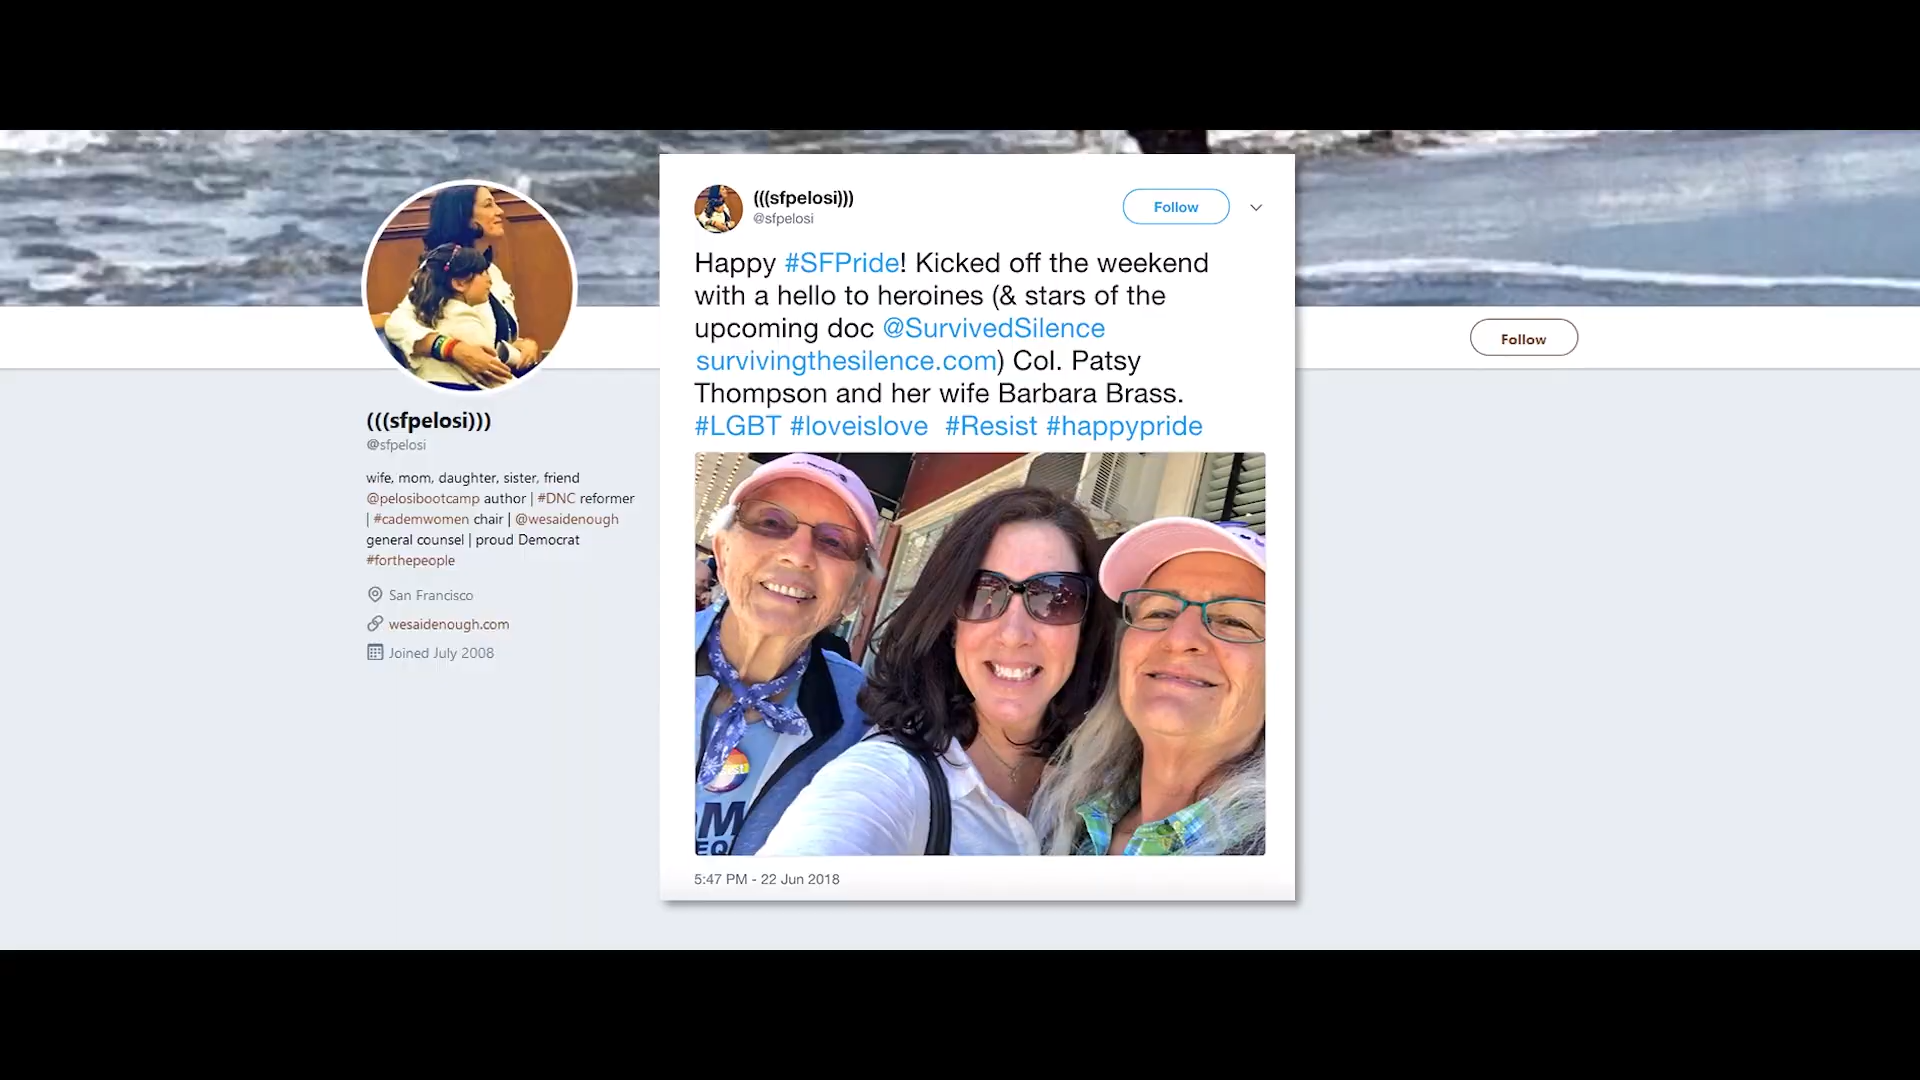 (((sfpelosi)))
@sfpelosi
wife, mom, daughter, sister, friend
@pelosibootcamp author | #DNC reformer
| #cademwomen chair | @wesaidenough
general counsel | proud Democrat
#forthepeople
San Francisco
wesaidenough.com
Joined July 2008
(((sfpelosi)))
@sfpelosi
Follow
Happy #SFPride! Kicked off the weekend
with a hello to heroines (& stars of the
upcoming doc @SurvivedSilence
survivingthesilence.com) Col. Patsy
Thompson and her wife Barbara Brass.
#LGBT #loveislove #Resist #happypride
5:47 PM - 22 Jun 2018
Follow